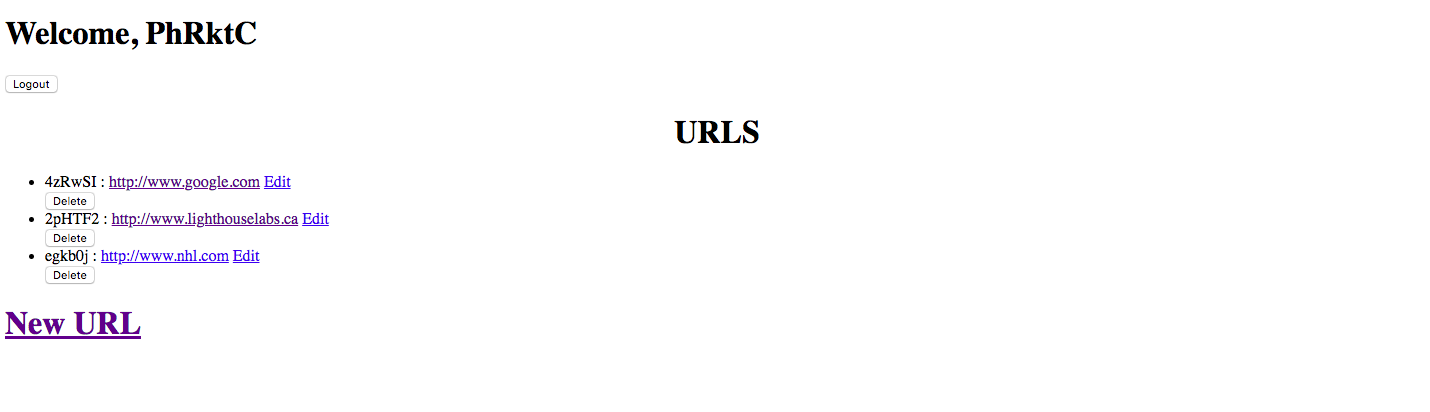 Welcome, PhRktC
Logout
URLS
4zRwSI : http://www.google.com Edit
Delete
2pHTF2 : http://www.lighthouselabs.ca Edit
Delete
egkb0j : http://www.nhl.com Edit
Delete
New URL